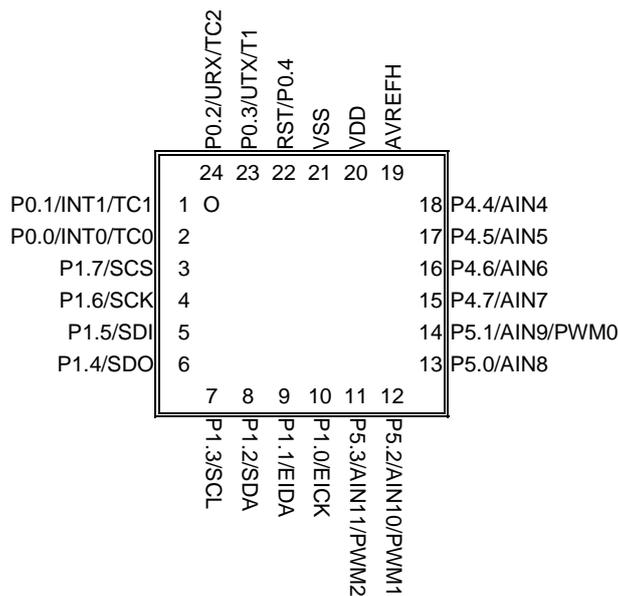 P0.2/URX/TC2
P0.3/UTX/T1
RST/P0.4
VSS
VDD
AVREFH
24 23 22 21 20 19
P0.1/INT1/TC1 1 O 18 P4.4/AIN4
P0.0/INT0/TC0 2 17 P4.5/AIN5
P1.7/SCS 3 16 P4.6/AIN6
P1.6/SCK 4 15 P4.7/AIN7
P1.5/SDI 5 14 P5.1/AIN9/PWM0
P1.4/SDO 6 13 P5.0/AIN8
7 8 9 10 11 12
P1.3/SCL
P1.2/SDA
P1.1/EIDA
P1.0/EICK
P5.3/AIN11/PWM2
P5.2/AIN10/PWM1